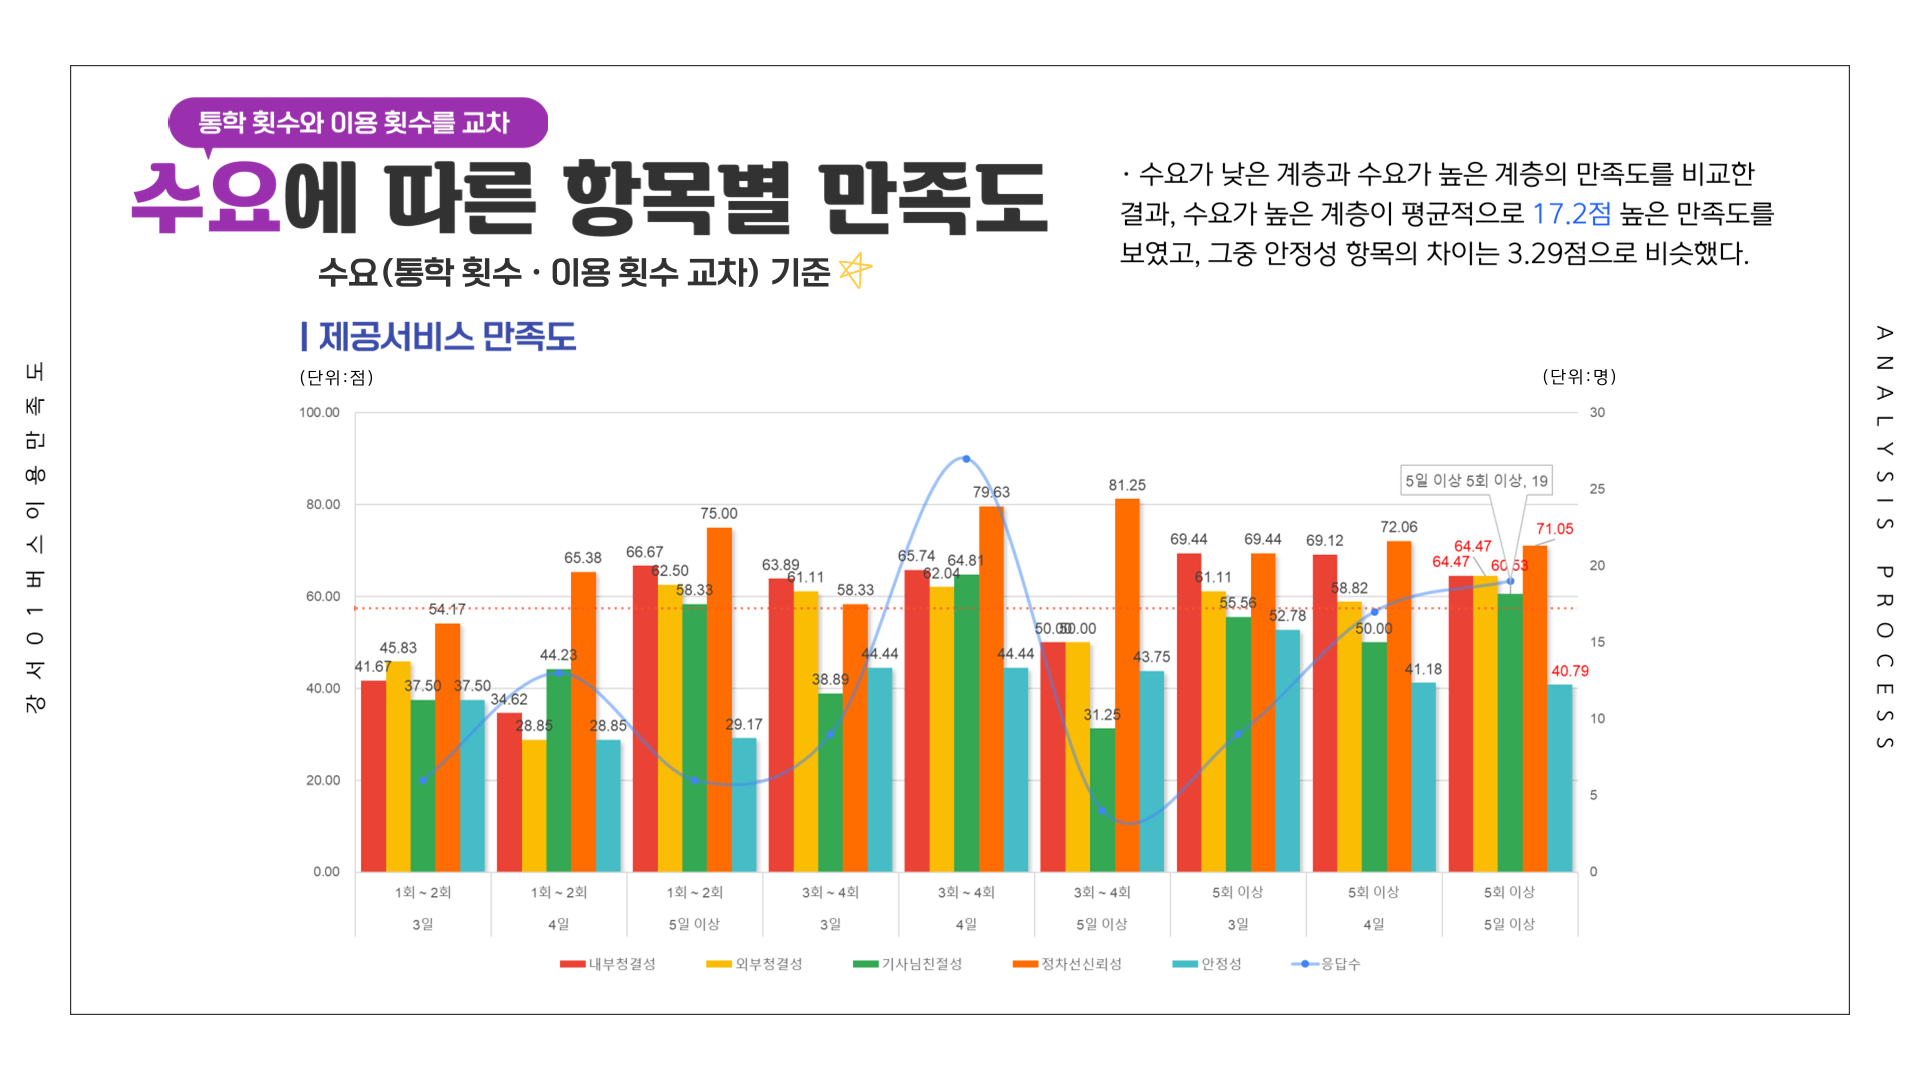 통학 횟수와 이용 횟수를 교차
수요에 따른 항목별 만족도
수요(통학 횟수 · 이용 횟수 교차) 기준
· 수요가 낮은 계층과 수요가 높은 계층의 만족도를 비교한
결과, 수요가 높은 계층이 평균적으로 17.2점 높은 만족도를
보였고, 그중 안정성 항목의 차이는 3.29점으로 비슷했다.
강서01버스이용만족도
ANALYSIS PROCESS
| 제공서비스 만족도
(단위:점)
(단위:명)
100.00
80.00
60.00
40.00
20.00
0.00
30
25
20
15
10
5
0
41.67 45.83 37.50 54.17 37.50
34.62 28.85 44.23 65.38 28.85
66.67 62.50 58.33 75.00 29.17
63.89 61.11 38.89 58.33 44.44
65.74 62.04 64.81 79.63 44.44
50.00 50.00 31.25 81.25 43.75
69.44 61.11 55.56 69.44 52.78
69.12 58.82 50.00 72.06 41.18
64.47 64.47 60.53 71.05 40.79
5일 이상 5회 이상, 19
1회 ~ 2회 1회 ~ 2회 1회 ~ 2회 3회 ~ 4회 3회 ~ 4회 3회 ~ 4회 5회 이상 5회 이상 5회 이상
3일 4일 5일 이상 3일 4일 5일 이상 3일 4일 5일 이상
내부청결성 외부청결성 기사님친절성 정차선신뢰성 안정성 응답수